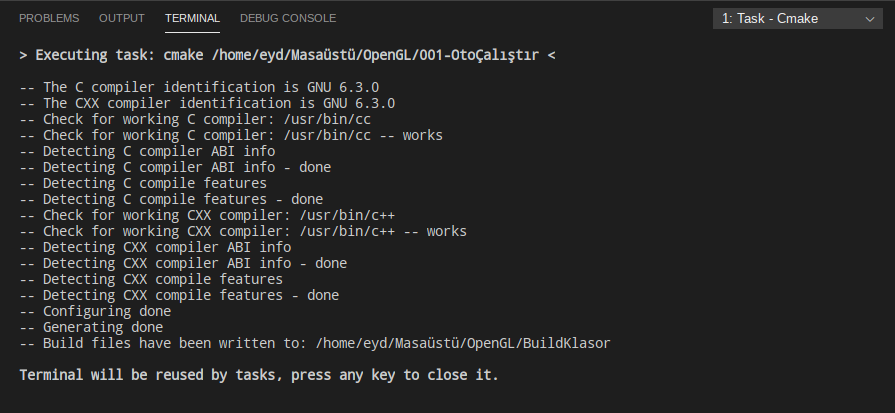 PROBLEMS OUTPUT TERMINAL DEBUG CONSOLE 1: Task - Cmake
> Executing task: cmake /home/eyd/Masaüstü/OpenGL/001-OtoÇalıştır <
-- The C compiler identification is GNU 6.3.0
-- The CXX compiler identification is GNU 6.3.0
-- Check for working C compiler: /usr/bin/cc
-- Check for working C compiler: /usr/bin/cc -- works
-- Detecting C compiler ABI info
-- Detecting C compiler ABI info - done
-- Detecting C compile features
-- Detecting C compile features - done
-- Check for working CXX compiler: /usr/bin/c++
-- Check for working CXX compiler: /usr/bin/c++ -- works
-- Detecting CXX compiler ABI info
-- Detecting CXX compiler ABI info - done
-- Detecting CXX compile features
-- Detecting CXX compile features - done
-- Configuring done
-- Generating done
-- Build files have been written to: /home/eyd/Masaüstü/OpenGL/BuildKlasor
Terminal will be reused by tasks, press any key to close it.